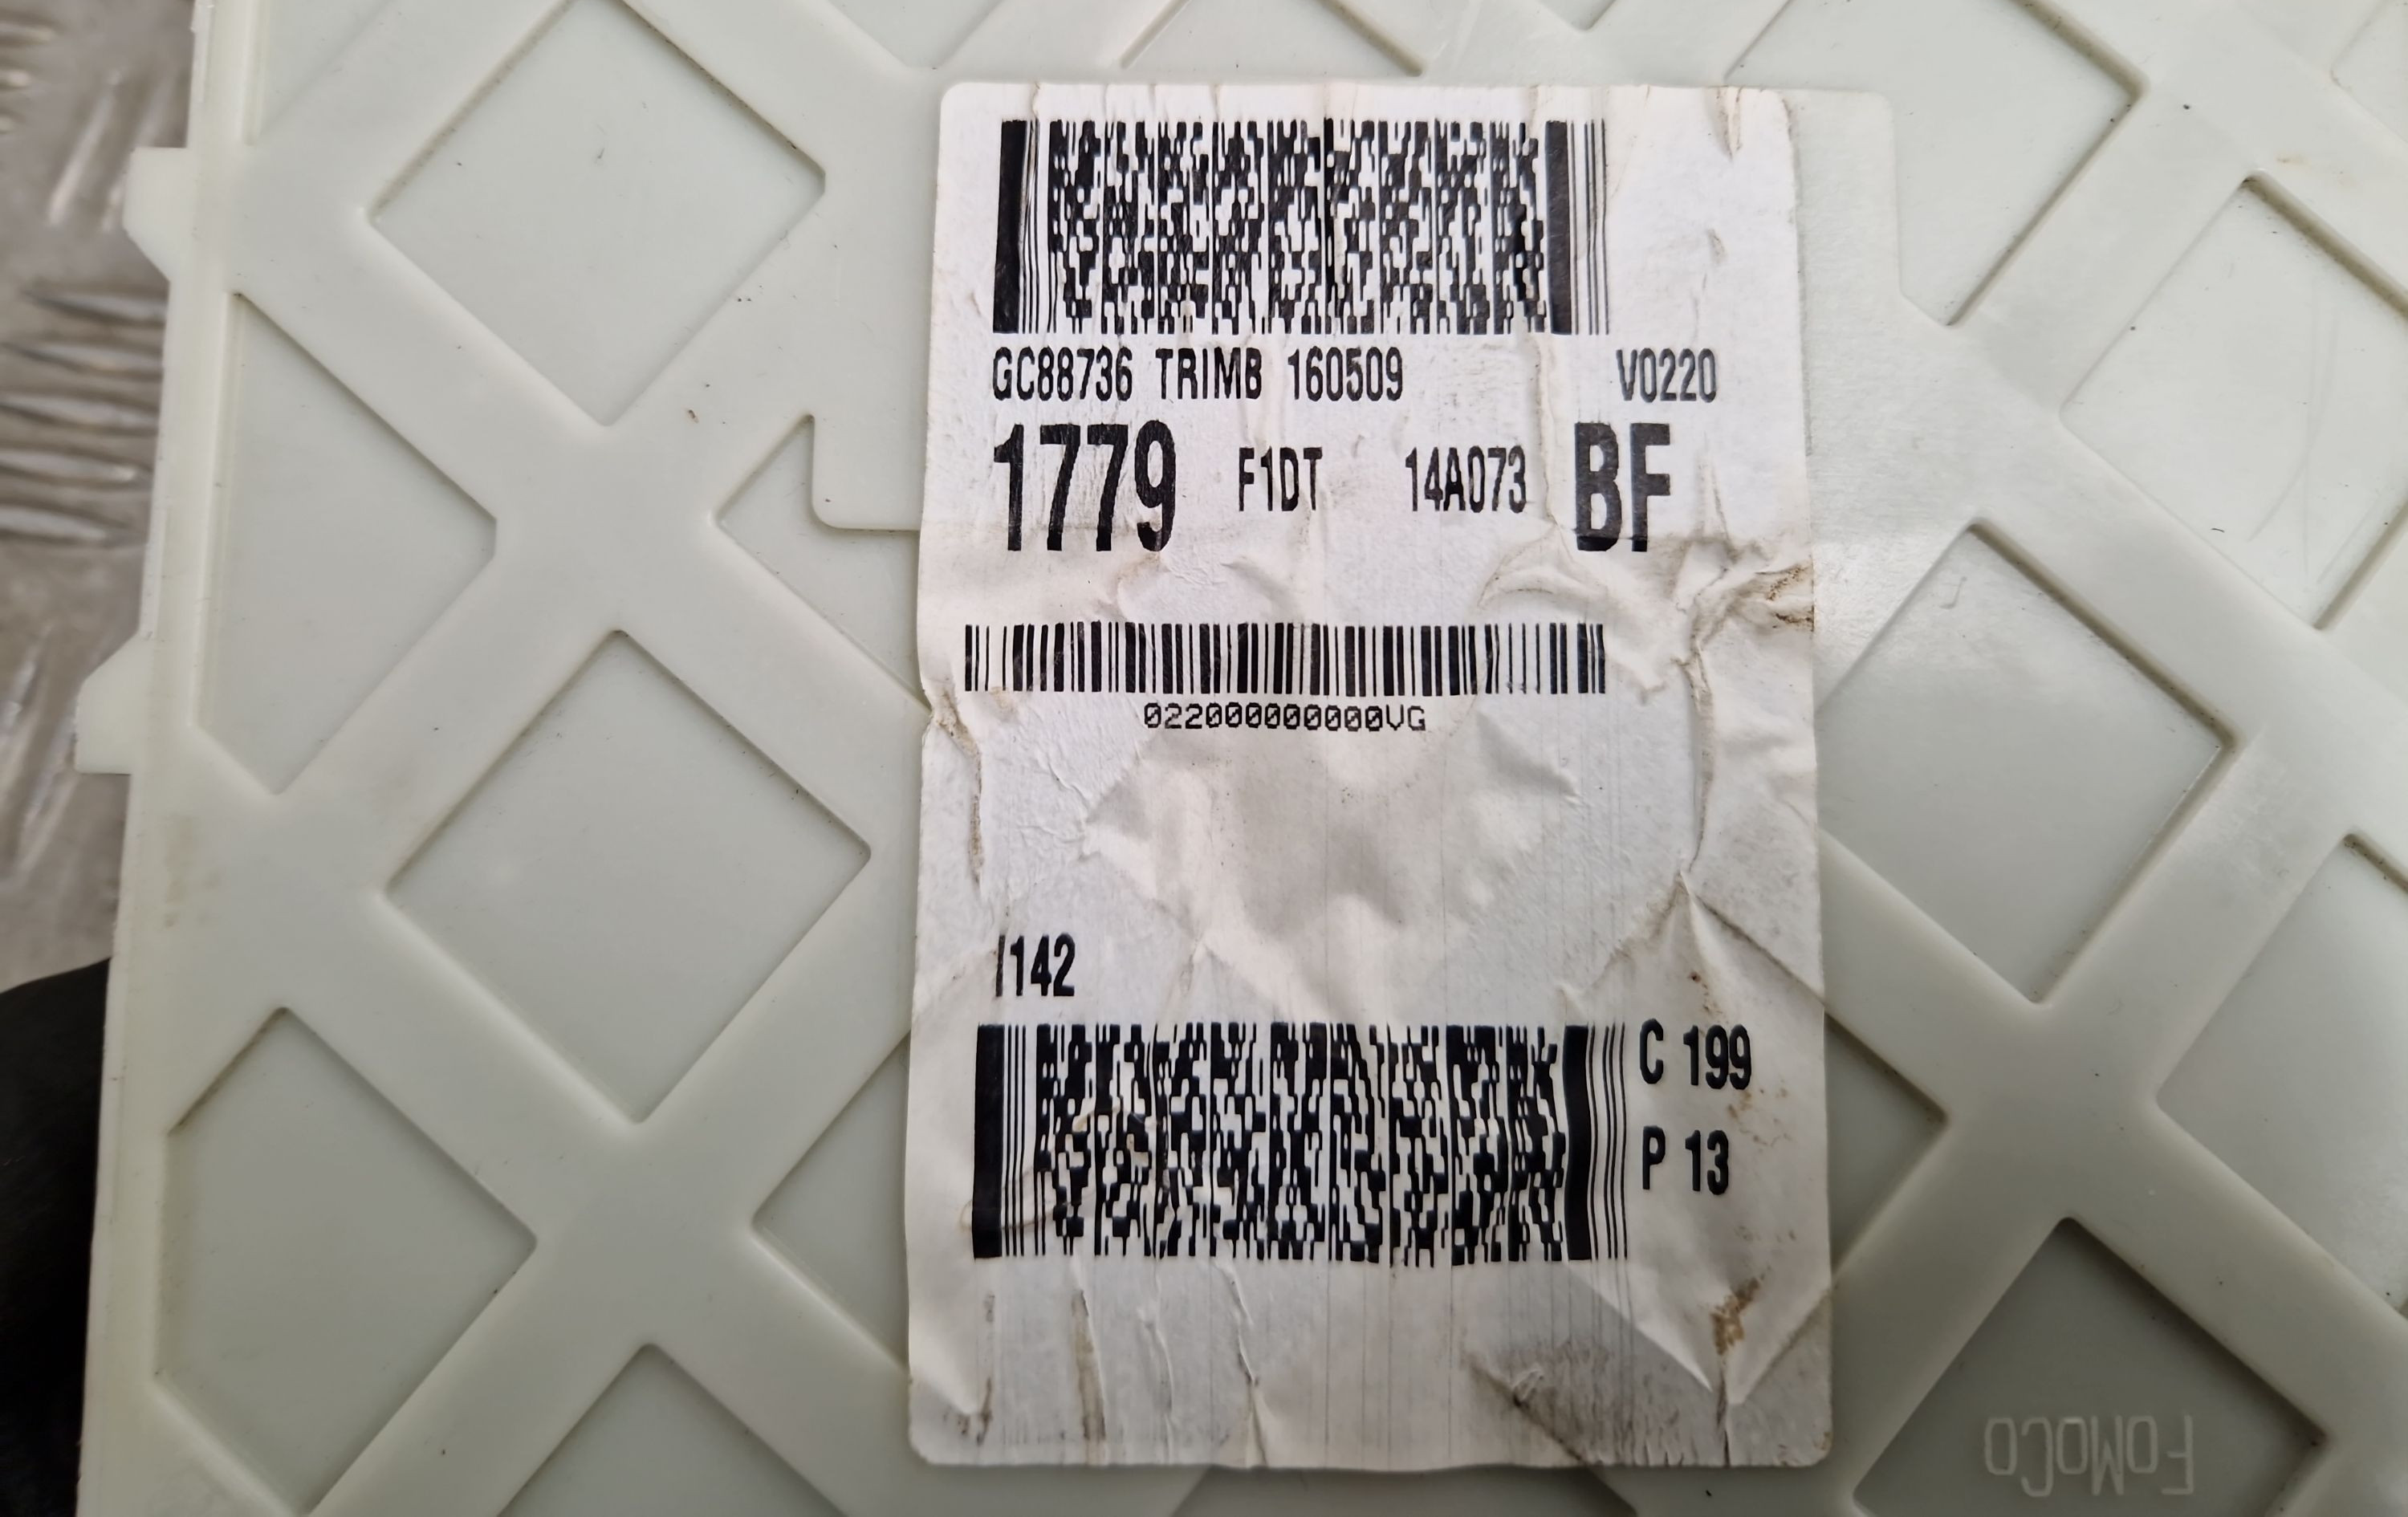 GC88736 TRIMB 160509 V0220
1779 F1DT 14A073 BF
022000000000VG
I142
C 199
P 13
FoMoCo